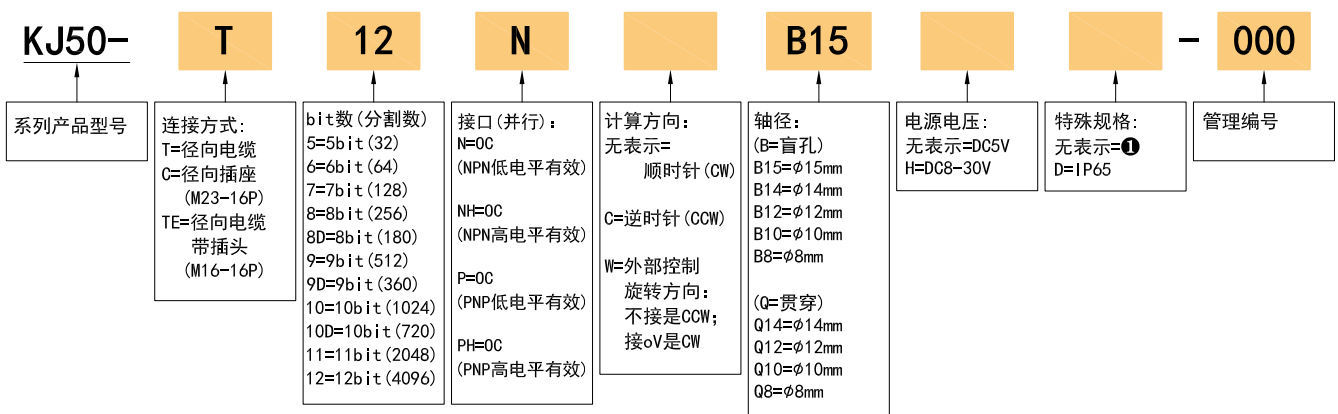 KJ50- T 12 N B15 - 000
系列产品型号
连接方式:
T=径向电缆
C=径向插座
(M23-16P)
TE=径向电缆
带插头
(M16-16P)
bit数(分割数)
5=5bit(32)
6=6bit(64)
7=7bit(128)
8=8bit(256)
8D=8bit(180)
9=9bit(512)
9D=9bit(360)
10=10bit(1024)
10D=10bit(720)
11=11bit(2048)
12=12bit(4096)
接口(并行):
N=OC
(NPN低电平有效)
NH=OC
(NPN高电平有效)
P=OC
(PNP低电平有效)
PH=OC
(PNP高电平有效)
计算方向:
无表示=
顺时针(CW)
C=逆时针(CCW)
W=外部控制
旋转方向:
不接是CCW;
接oV是CW
轴径:
(B=盲孔)
B15=φ15mm
B14=φ14mm
B12=φ12mm
B10=φ10mm
B8=φ8mm
(Q=贯穿)
Q14=φ14mm
Q12=φ12mm
Q10=φ10mm
Q8=φ8mm
电源电压:
无表示=DC5V
H=DC8-30V
特殊规格:
无表示=❶
D=IP65
管理编号